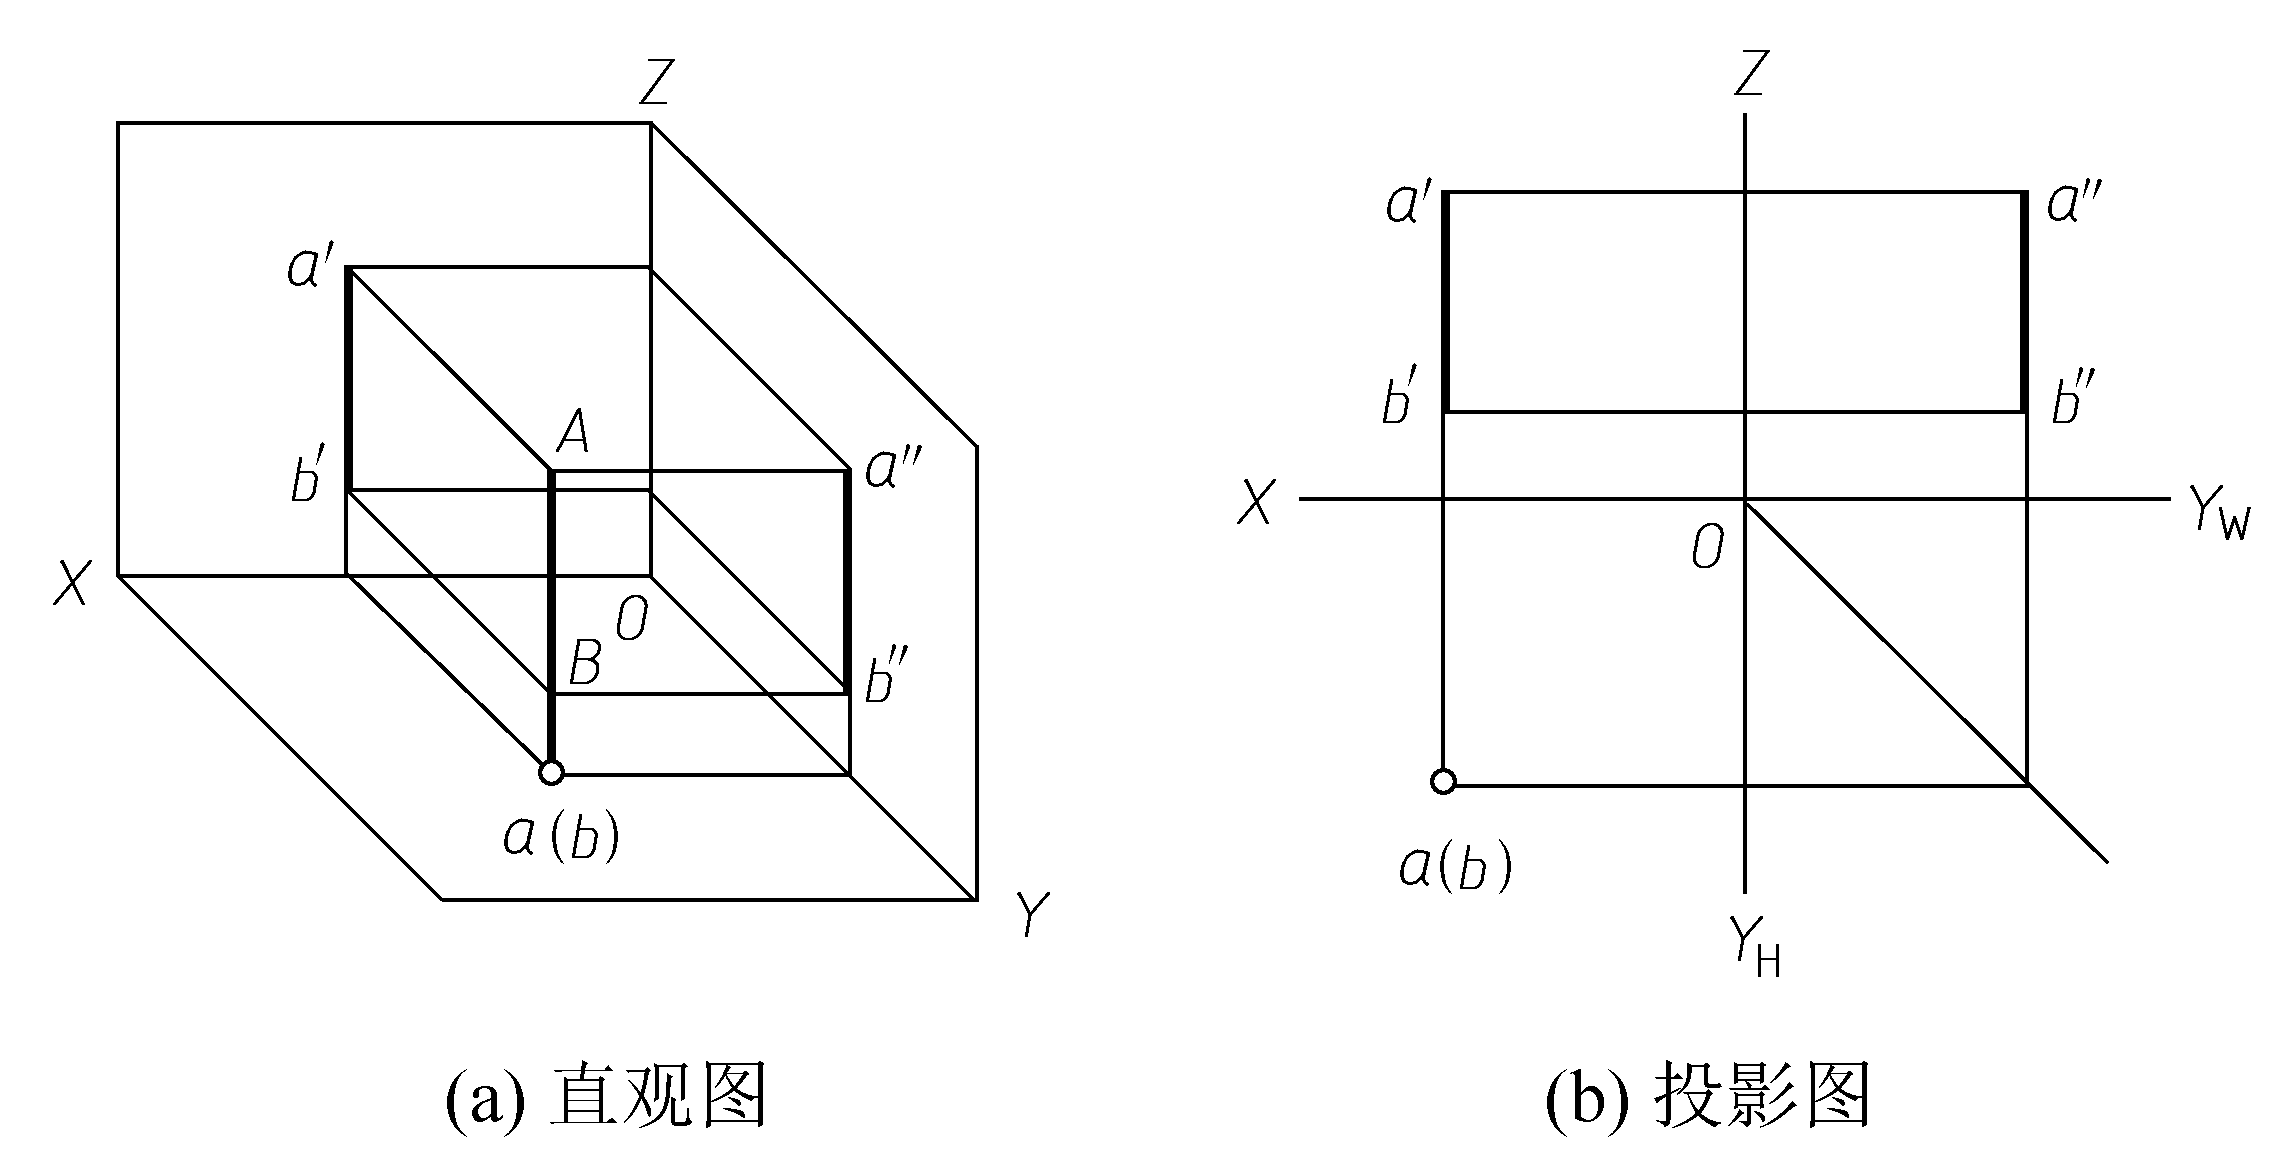 Z
a′
A
a″
b′
X
O
B
b″
a(b)
Y
(a) 直观图
Z
a′
a″
b′
b″
X
Y_W
O
a(b)
Y_H
(b) 投影图